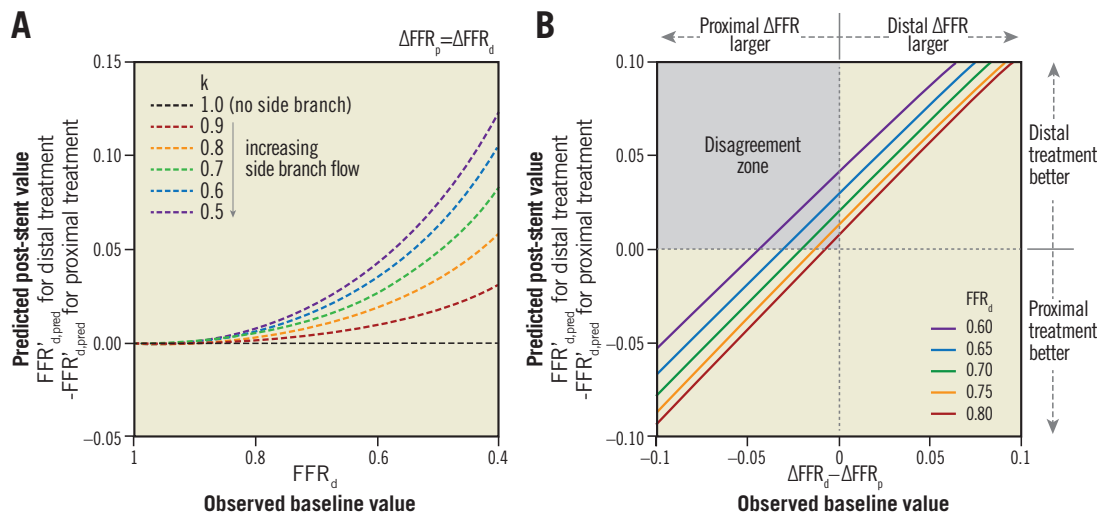 A
ΔFFRp=ΔFFRd
Predicted post-stent value
FFR′d,pred for distal treatment
-FFR′d,pred for proximal treatment
0.15
0.10
0.05
0.00
−0.05
k
1.0 (no side branch)
0.9
0.8
0.7
0.6
0.5
increasing
side branch flow
1
0.8
0.6
0.4
FFRd
Observed baseline value
B
Proximal ΔFFR
larger
Distal ΔFFR
larger
Predicted post-stent value
FFR′d,pred for distal treatment
-FFR′d,pred for proximal treatment
0.10
0.05
0.00
−0.05
−0.10
Disagreement
zone
FFRd
0.60
0.65
0.70
0.75
0.80
Distal
treatment
better
Proximal
treatment
better
−0.1
−0.05
0
0.05
0.1
ΔFFRd−ΔFFRp
Observed baseline value